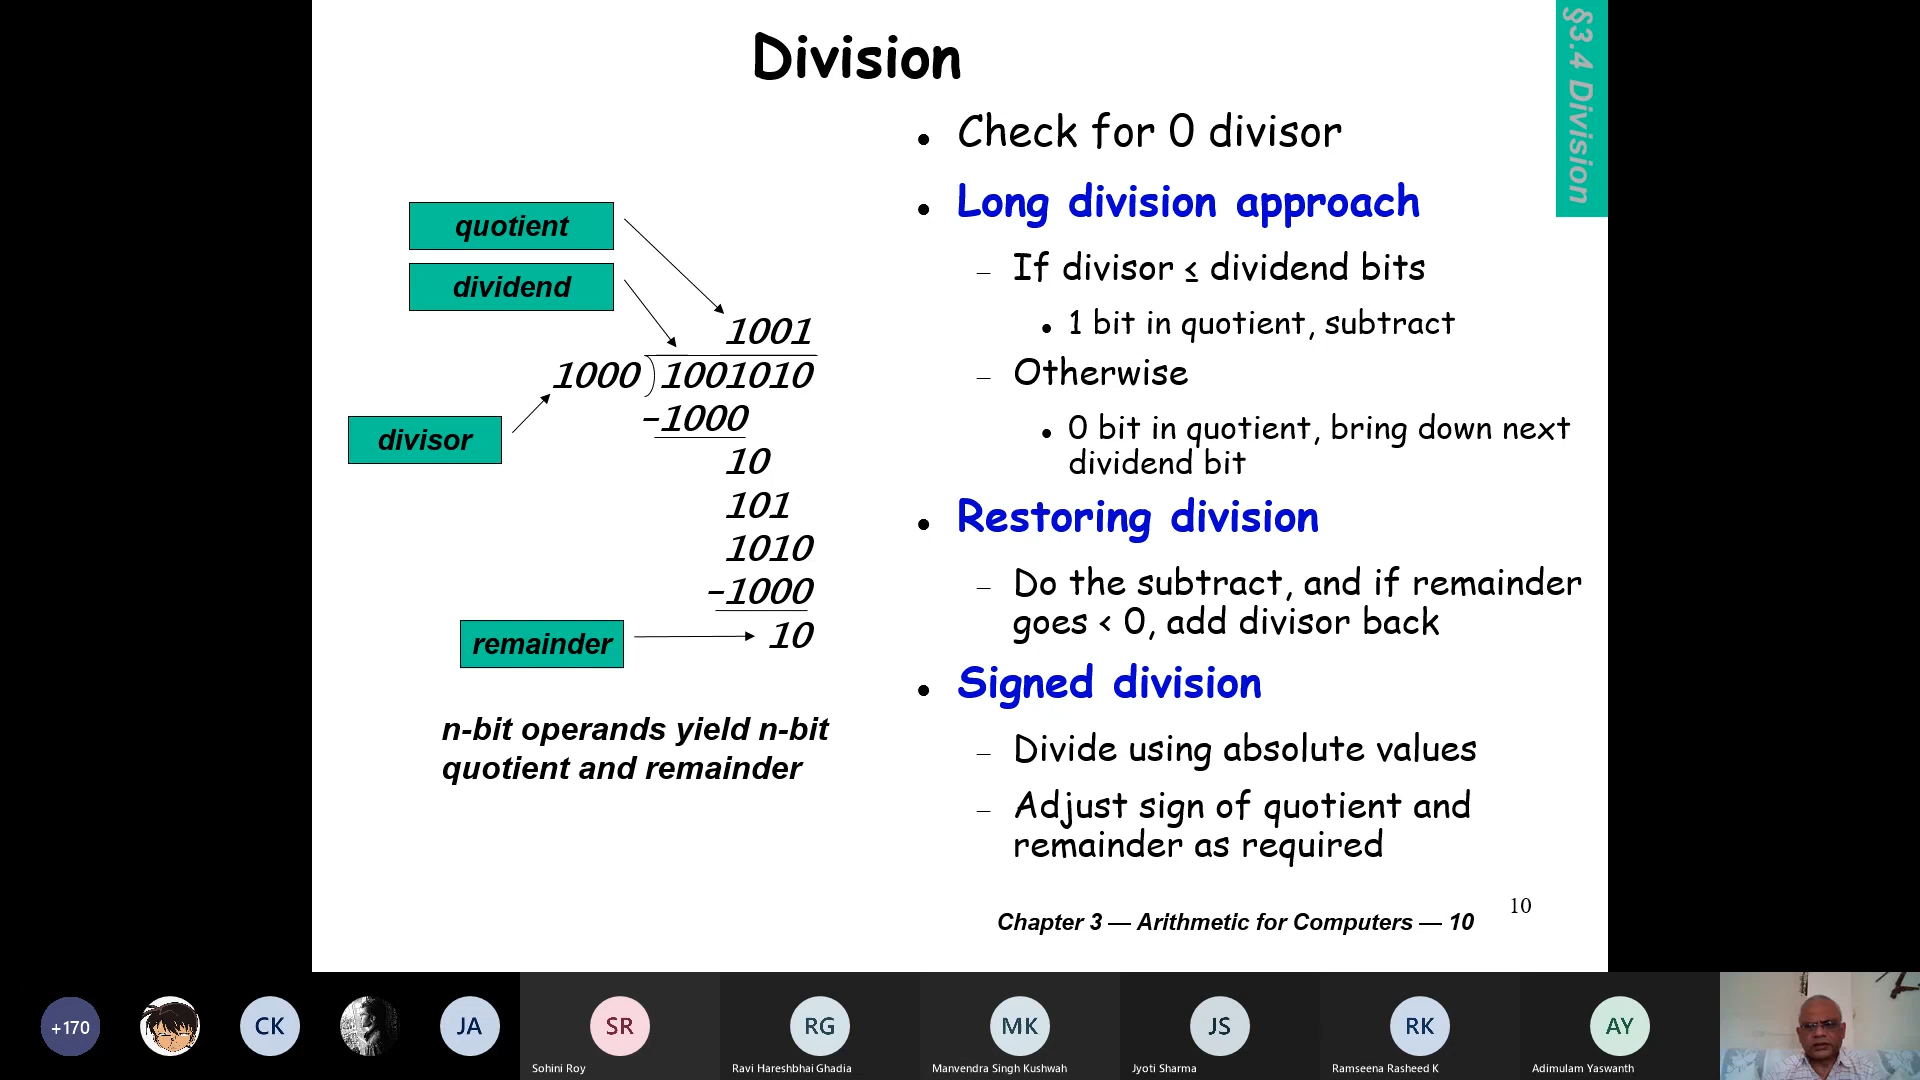 Division
§3.4 Division
• Check for 0 divisor
• Long division approach
– If divisor ≤ dividend bits
• 1 bit in quotient, subtract
– Otherwise
• 0 bit in quotient, bring down next
dividend bit
• Restoring division
– Do the subtract, and if remainder
goes < 0, add divisor back
• Signed division
– Divide using absolute values
– Adjust sign of quotient and
remainder as required
quotient
dividend
1001
1000 )1001010
divisor
-1000
10
101
1010
-1000
remainder
10
n-bit operands yield n-bit
quotient and remainder
Chapter 3 — Arithmetic for Computers — 10
10
+170
CK
JA
SR
RG
MK
JS
RK
AY
Sohini Roy
Ravi Hareshbhai Ghadia
Manvendra Singh Kushwah
Jyoti Sharma
Ramseena Rasheed K
Adimulam Yaswanth